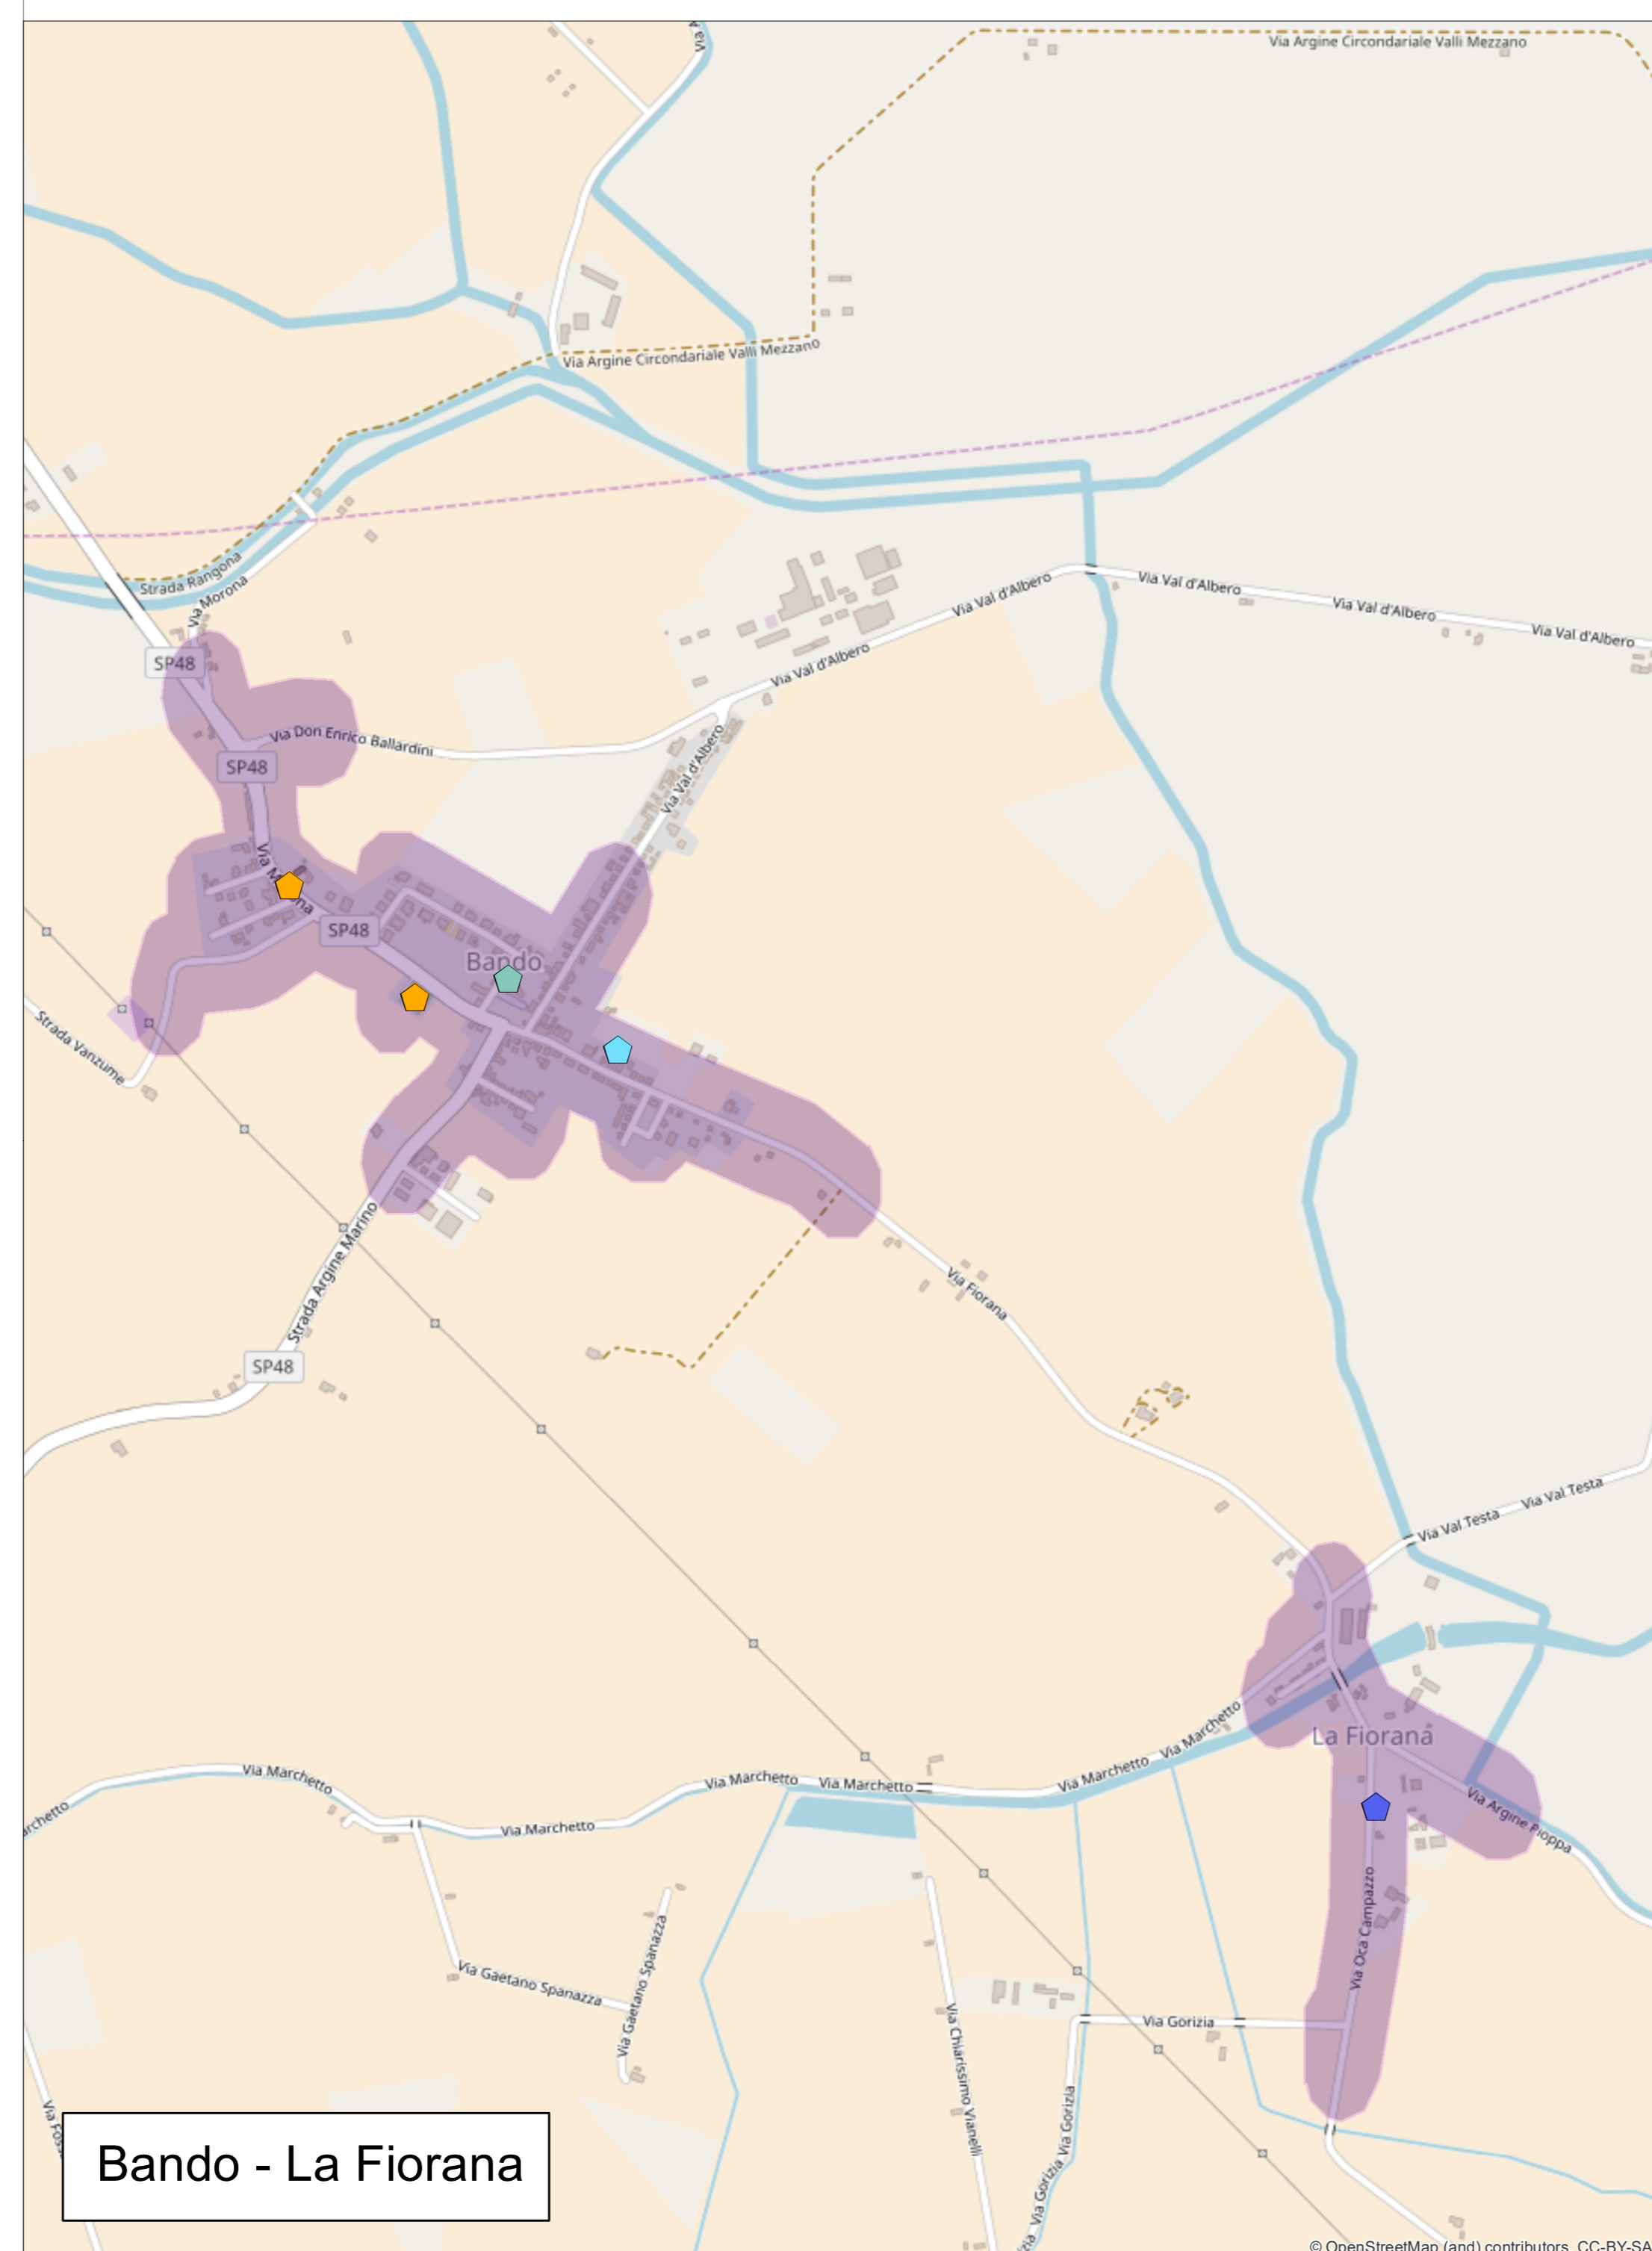 Via Argine Circondariale Valli Mezzano
Via Argine Circondariale Valli Mezzano
Strada Rangona
Via Morona
Via Val d'Albero
Via Val d'Albero
Via Val d'Albero
Via Val d'Albero
Via Val d'Albero
SP48
Via Don Enrico Ballardini
SP48
Via Val d'Albero
SP48
Bando
Strada Vanzume
Strada Argine Marino
Via Fiorana
SP48
Via Val Testa
Via Val Testa
La Fiorana
Via Marchetto
Via Marchetto
Via Marchetto
Via Marchetto
Via Marchetto
Via Marchetto
Via Argine Pioppa
Via Oca Campazzo
Via Gaetano Spanazza
Via Gaetano Spanazza
Via Chiarissimo Vianelli
Via Gorizia
Via Gorizia
Via Gorizia
Bando - La Fiorana
© OpenStreetMap (and) contributors, CC-BY-SA